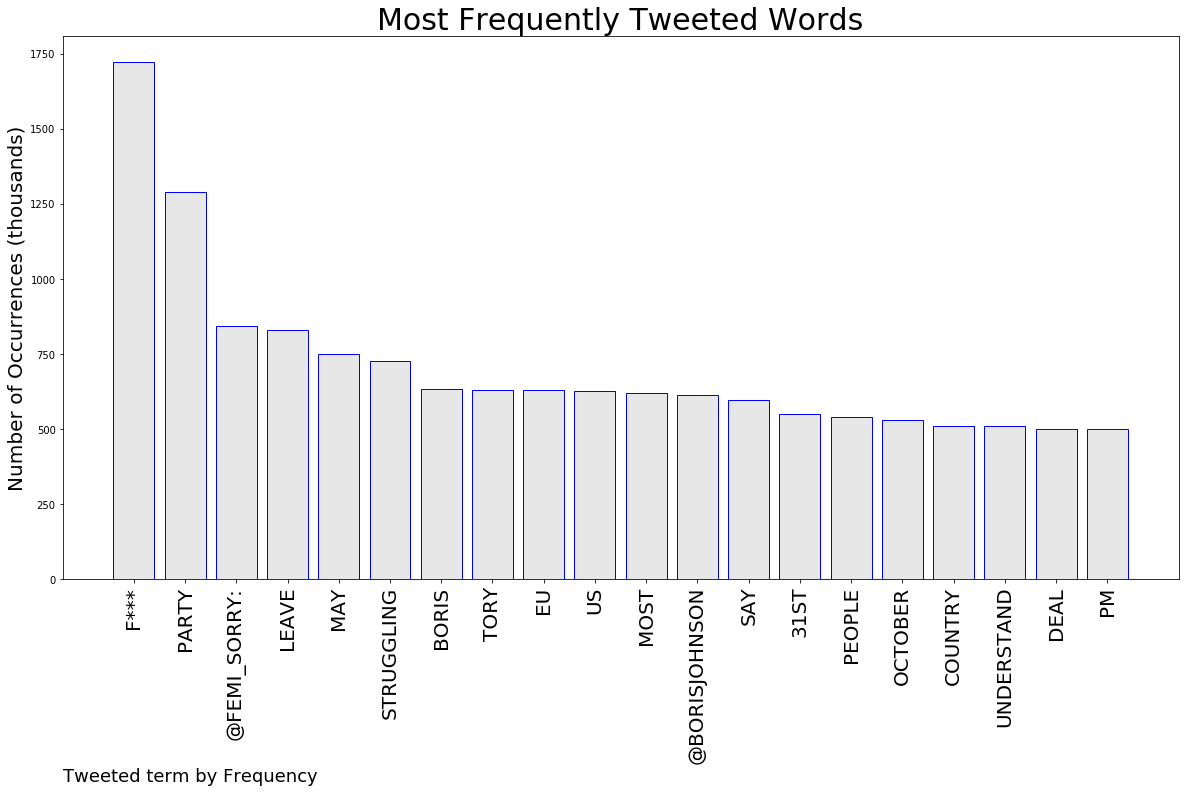 Most Frequently Tweeted Words
Number of Occurrences (thousands)
1750
1500
1250
1000
750
500
250
0
F***
PARTY
@FEMI_SORRY:
LEAVE
MAY
STRUGGLING
BORIS
TORY
EU
US
MOST
@BORISJOHNSON
SAY
31ST
PEOPLE
OCTOBER
COUNTRY
UNDERSTAND
DEAL
PM
Tweeted term by Frequency